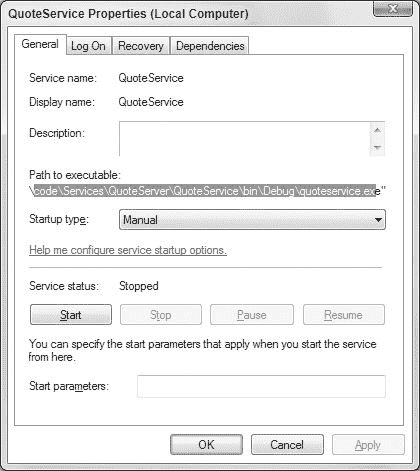 QuoteService Properties (Local Computer)
General Log On Recovery Dependencies
Service name: QuoteService
Display name: QuoteService
Description:
Path to executable:
\code\Services\QuoteServer\QuoteService\bin\Debug\quoteservice.exe"
Startup type: Manual
Help me configure service startup options.
Service status: Stopped
Start Stop Pause Resume
You can specify the start parameters that apply when you start the service
from here.
Start parameters:
OK Cancel Apply